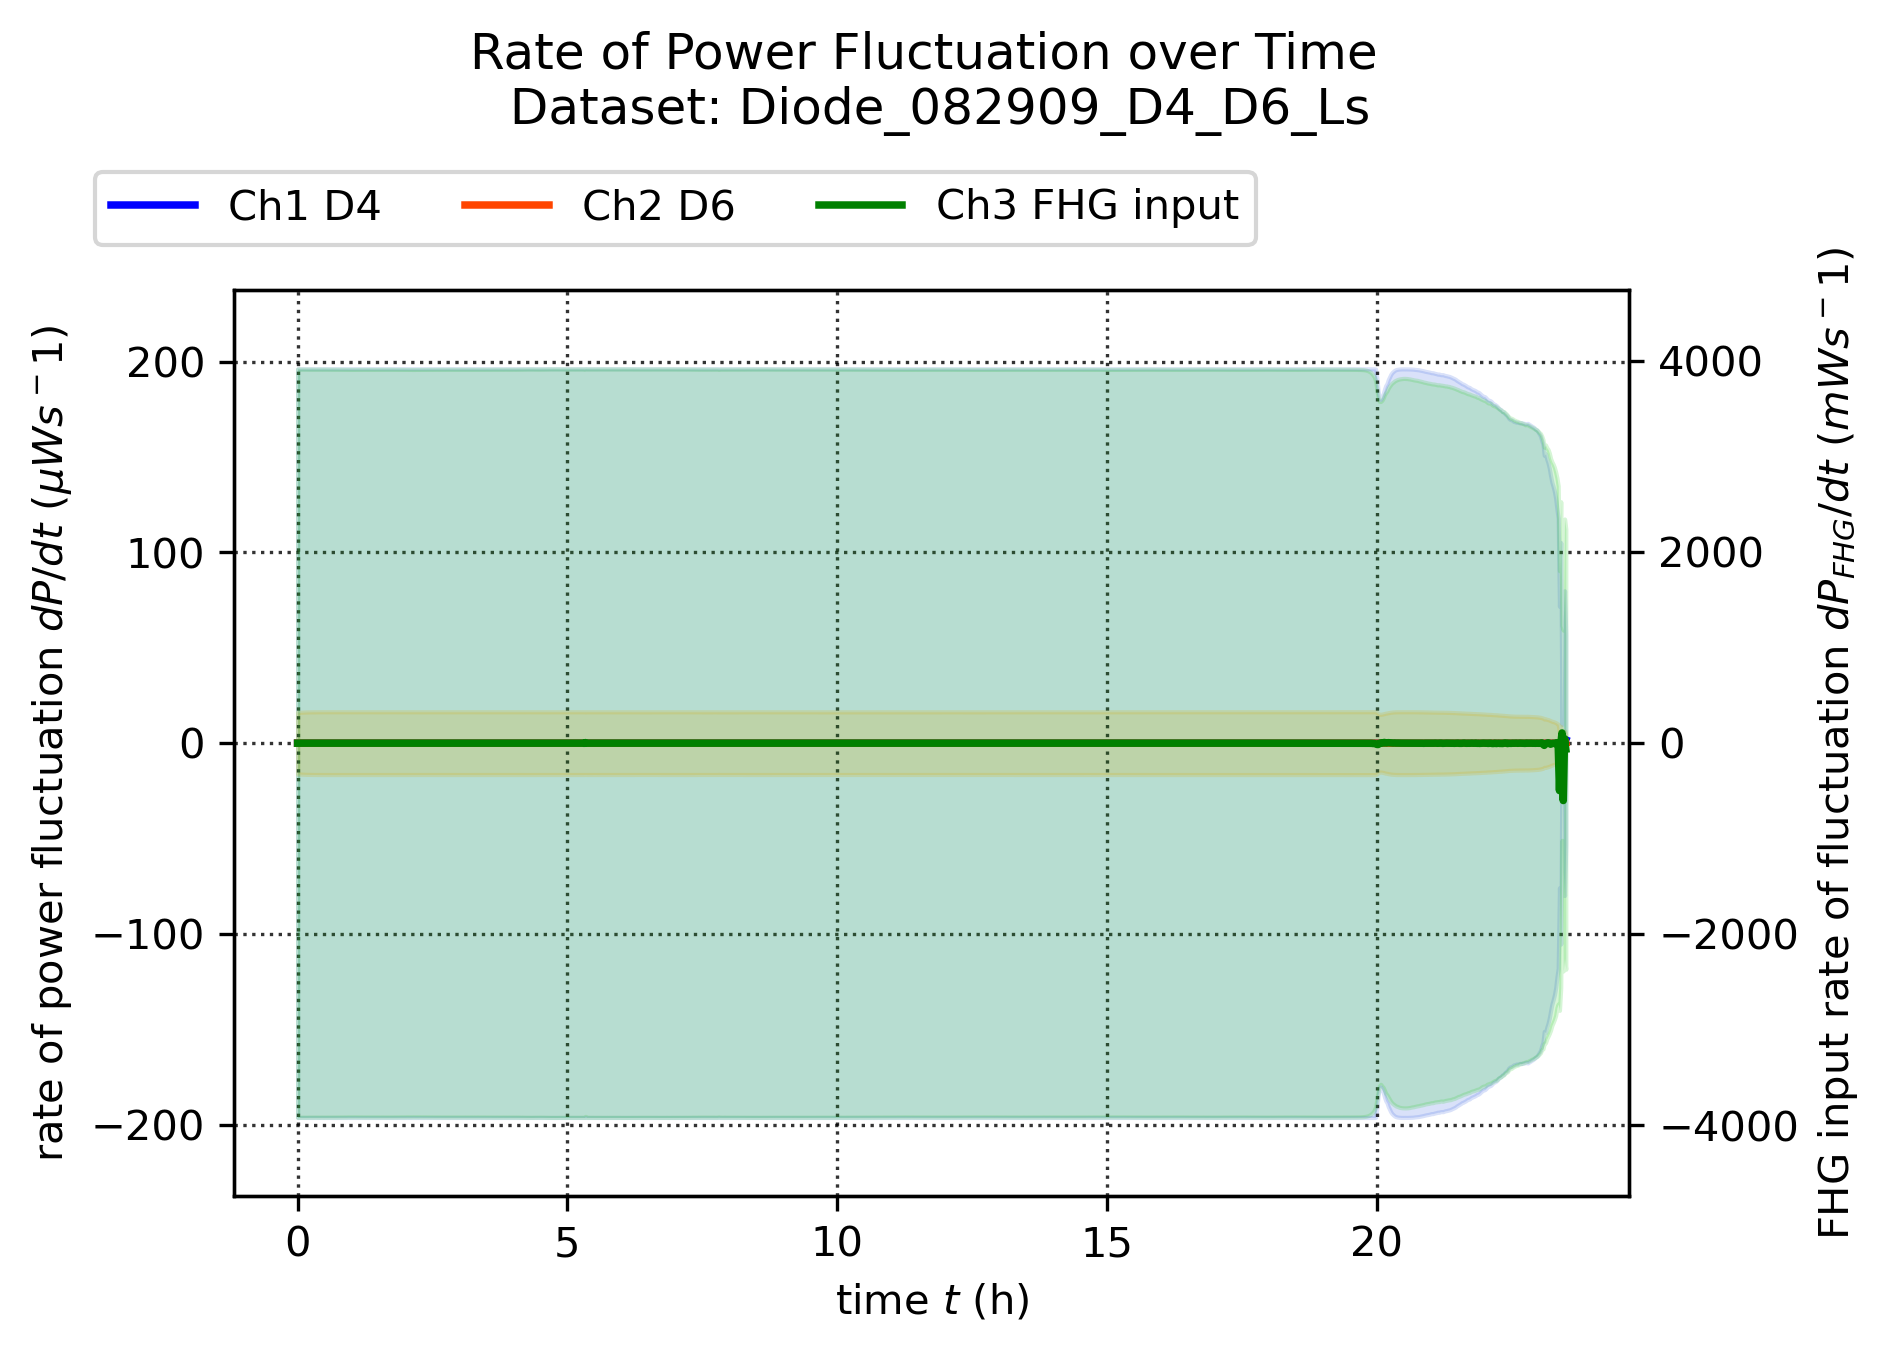 Rate of Power Fluctuation over Time
Dataset: Diode_082909_D4_D6_Ls
Ch1 D4
Ch2 D6
Ch3 FHG input
rate of power fluctuation dP/dt (μWs⁻1)
200
100
0
−100
−200
4000
2000
0
−2000
−4000
FHG input rate of fluctuation dP_FHG/dt (mWs⁻1)
0
5
10
15
20
time t (h)